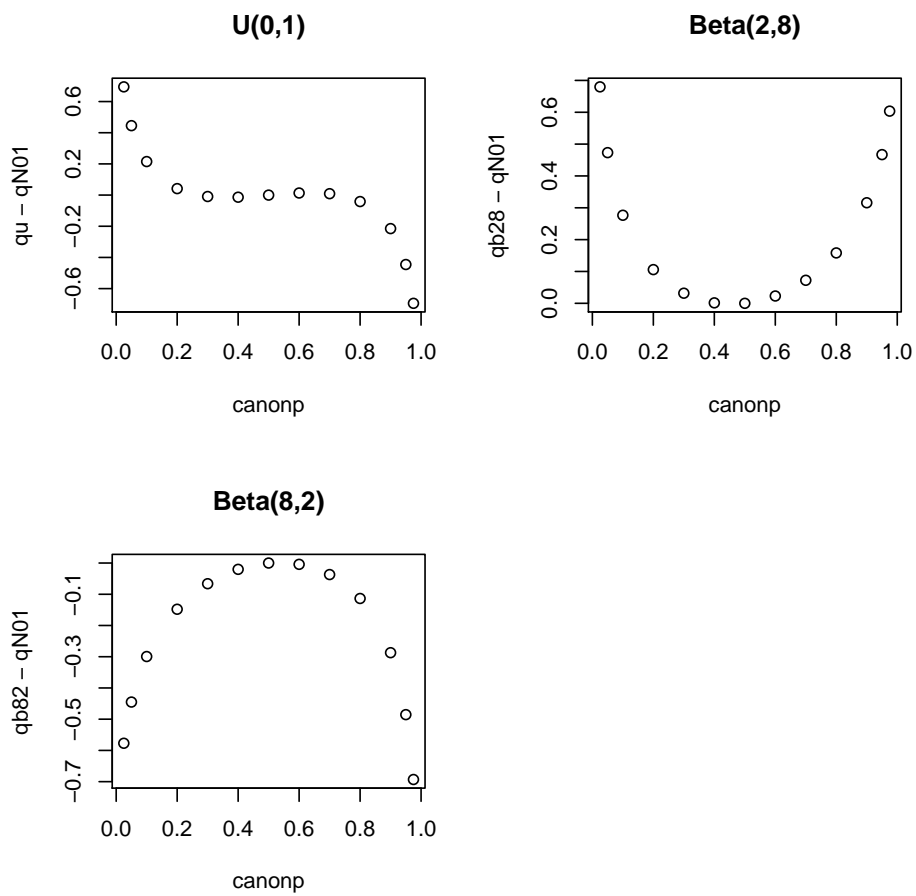 U(0,1)
qu − qN01
0.6
0.2
−0.2
−0.6
0.0 0.2 0.4 0.6 0.8 1.0
canonp
Beta(2,8)
qb28 − qN01
0.6
0.4
0.2
0.0
0.0 0.2 0.4 0.6 0.8 1.0
canonp
Beta(8,2)
qb82 − qN01
−0.1
−0.3
−0.5
−0.7
0.0 0.2 0.4 0.6 0.8 1.0
canonp